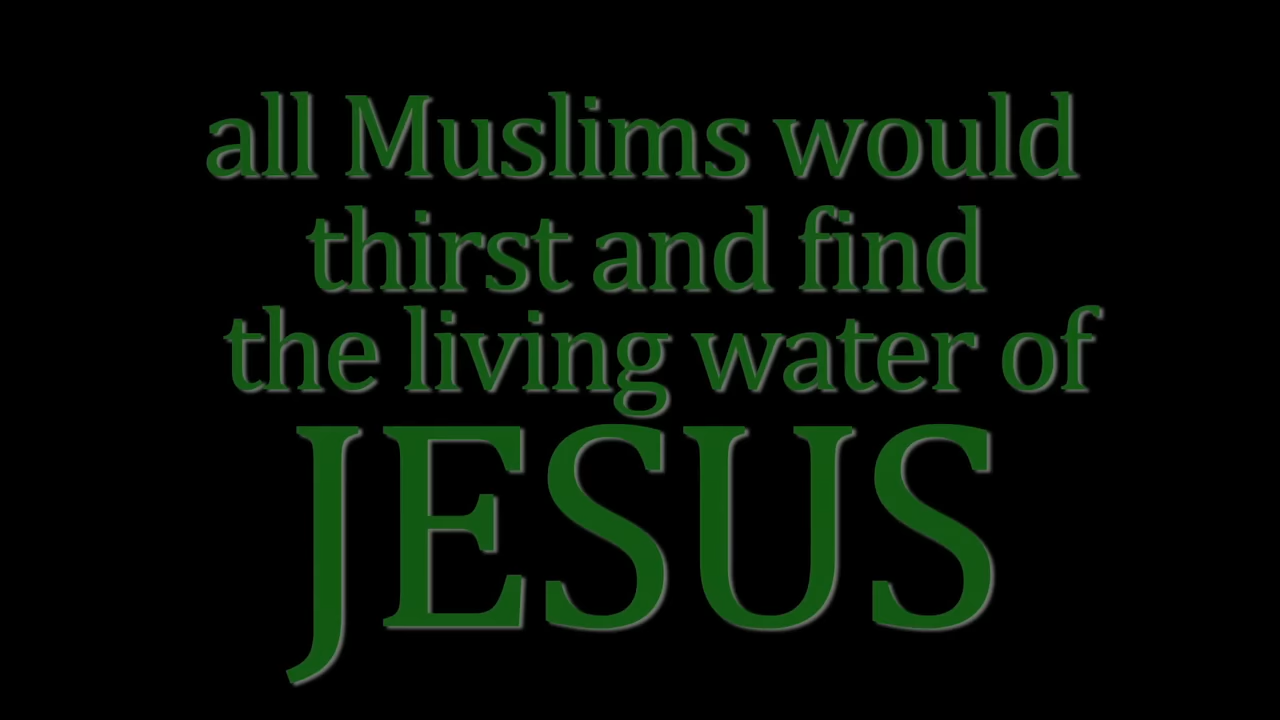 all Muslims would
thirst and find
the living water of
JESUS